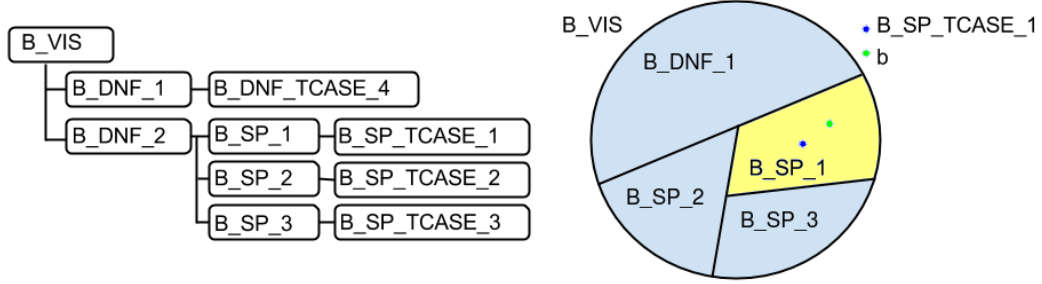 B_VIS
B_DNF_1 B_DNF_TCASE_4
B_DNF_2 B_SP_1 B_SP_TCASE_1
B_SP_2 B_SP_TCASE_2
B_SP_3 B_SP_TCASE_3
B_VIS
B_DNF_1
B_SP_1
B_SP_2
B_SP_3
B_SP_TCASE_1
b